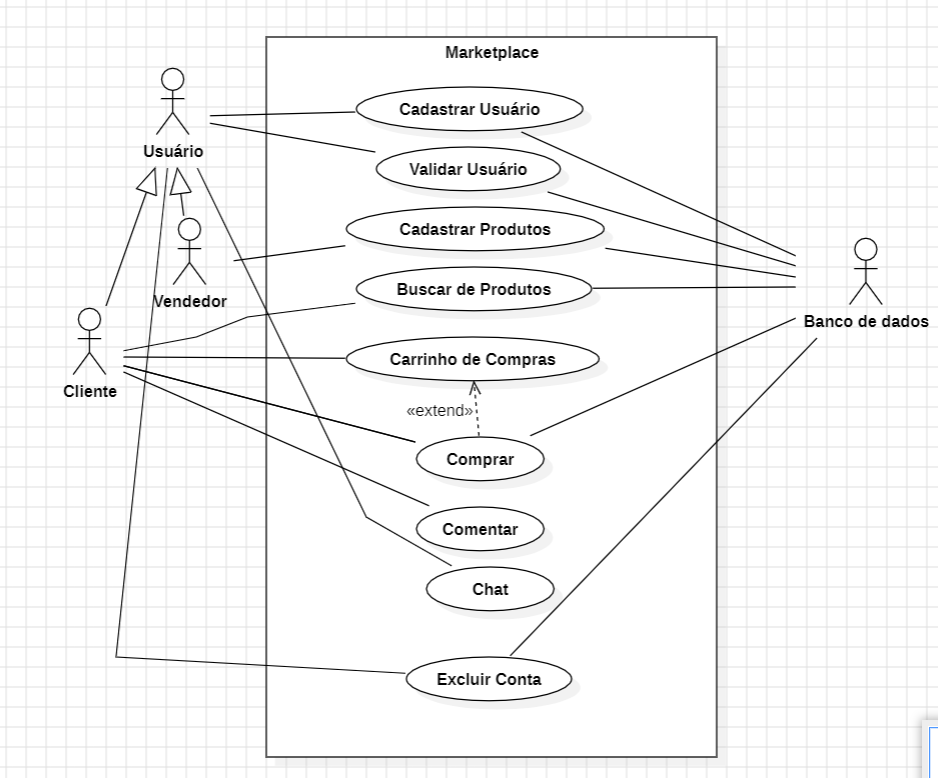 Marketplace
Cadastrar Usuário
Usuário
Validar Usuário
Cadastrar Produtos
Vendedor
Buscar de Produtos
Banco de dados
Carrinho de Compras
Cliente
«extend»
Comprar
Comentar
Chat
Excluir Conta